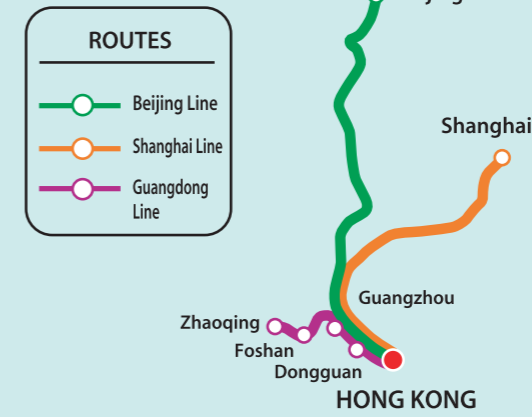 ROUTES
Beijing Line
Shanghai Line
Guangdong
Line
Shanghai
Guangzhou
Zhaoqing
Foshan
Dongguan
HONG KONG